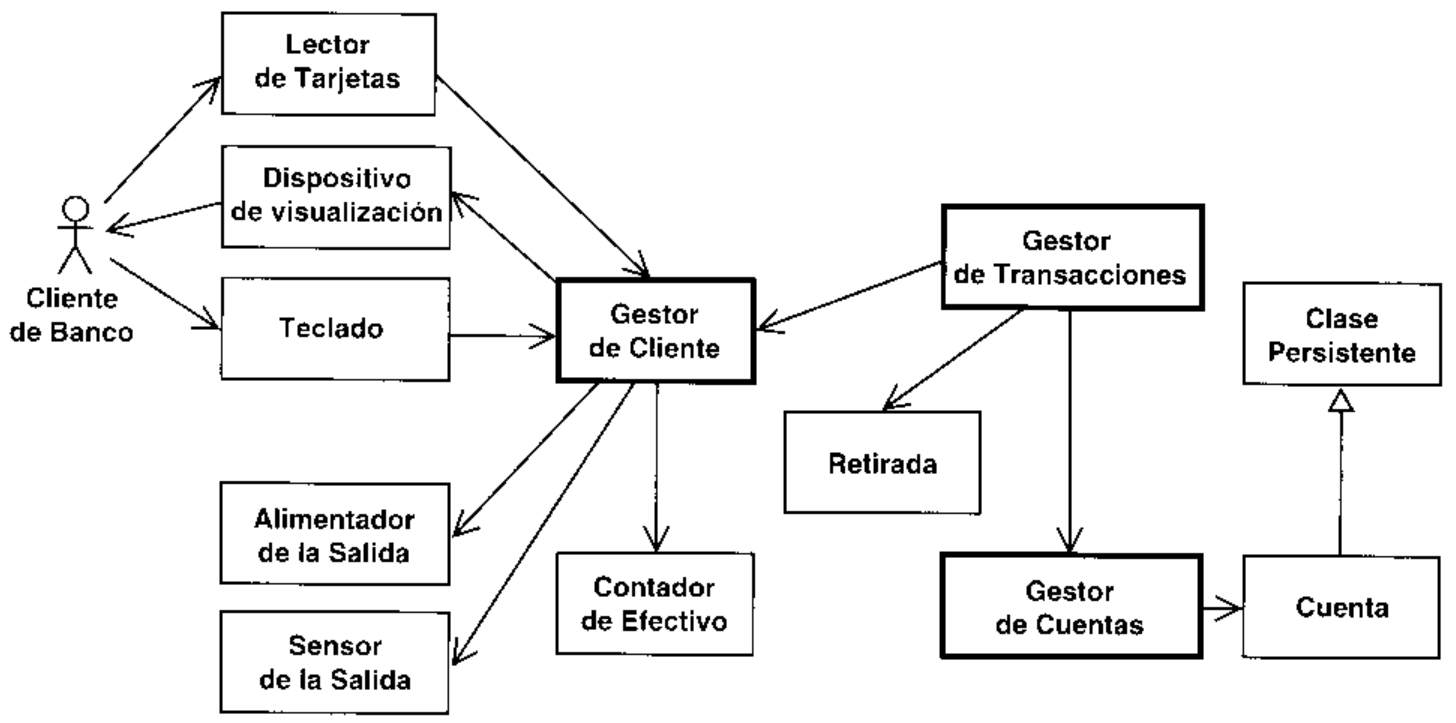 Lector
de Tarjetas
Dispositivo
de visualización
Cliente
de Banco
Teclado
Gestor
de Cliente
Gestor
de Transacciones
Clase
Persistente
Retirada
Alimentador
de la Salida
Sensor
de la Salida
Contador
de Efectivo
Gestor
de Cuentas
Cuenta